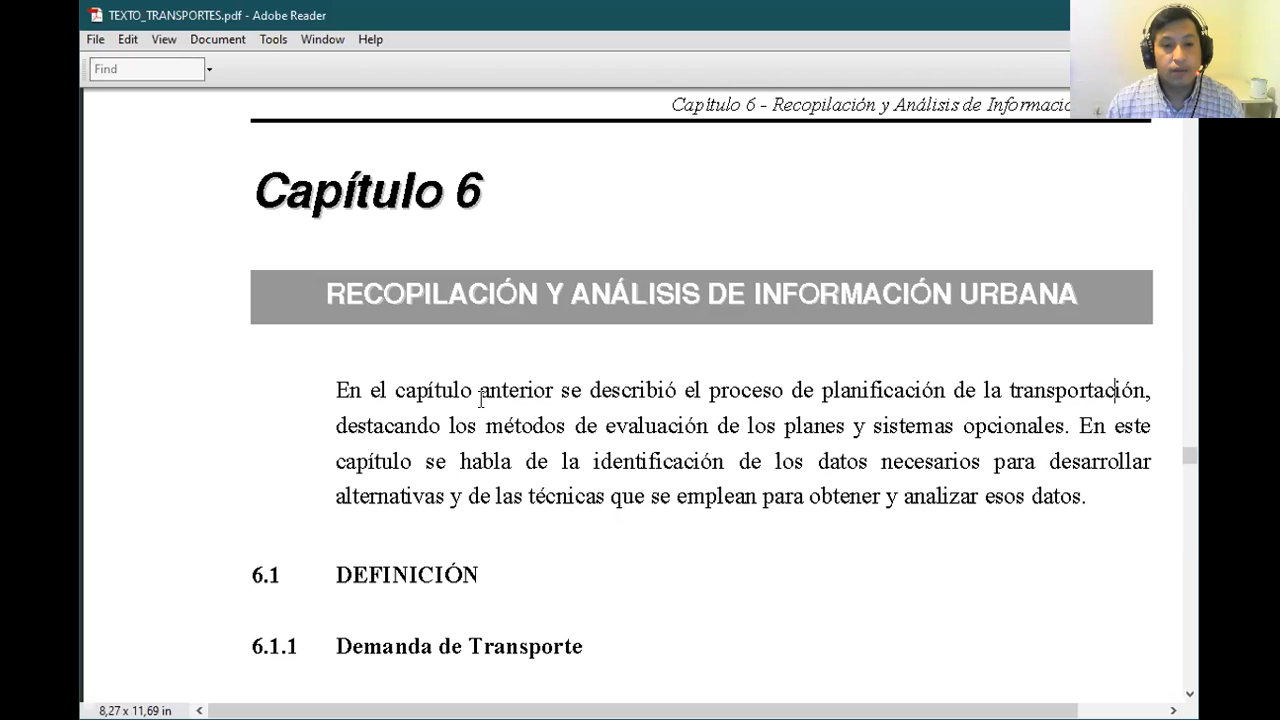 TEXTO_TRANSPORTES.pdf - Adobe Reader
File Edit View Document Tools Window Help
Find
Capítulo 6 - Recopilación y Análisis de Informació
Capítulo 6
RECOPILACIÓN Y ANÁLISIS DE INFORMACIÓN URBANA
En el capítulo anterior se describió el proceso de planificación de la transportación,
destacando los métodos de evaluación de los planes y sistemas opcionales. En este
capítulo se habla de la identificación de los datos necesarios para desarrollar
alternativas y de las técnicas que se emplean para obtener y analizar esos datos.
6.1 DEFINICIÓN
6.1.1 Demanda de Transporte
8,27 x 11,69 in